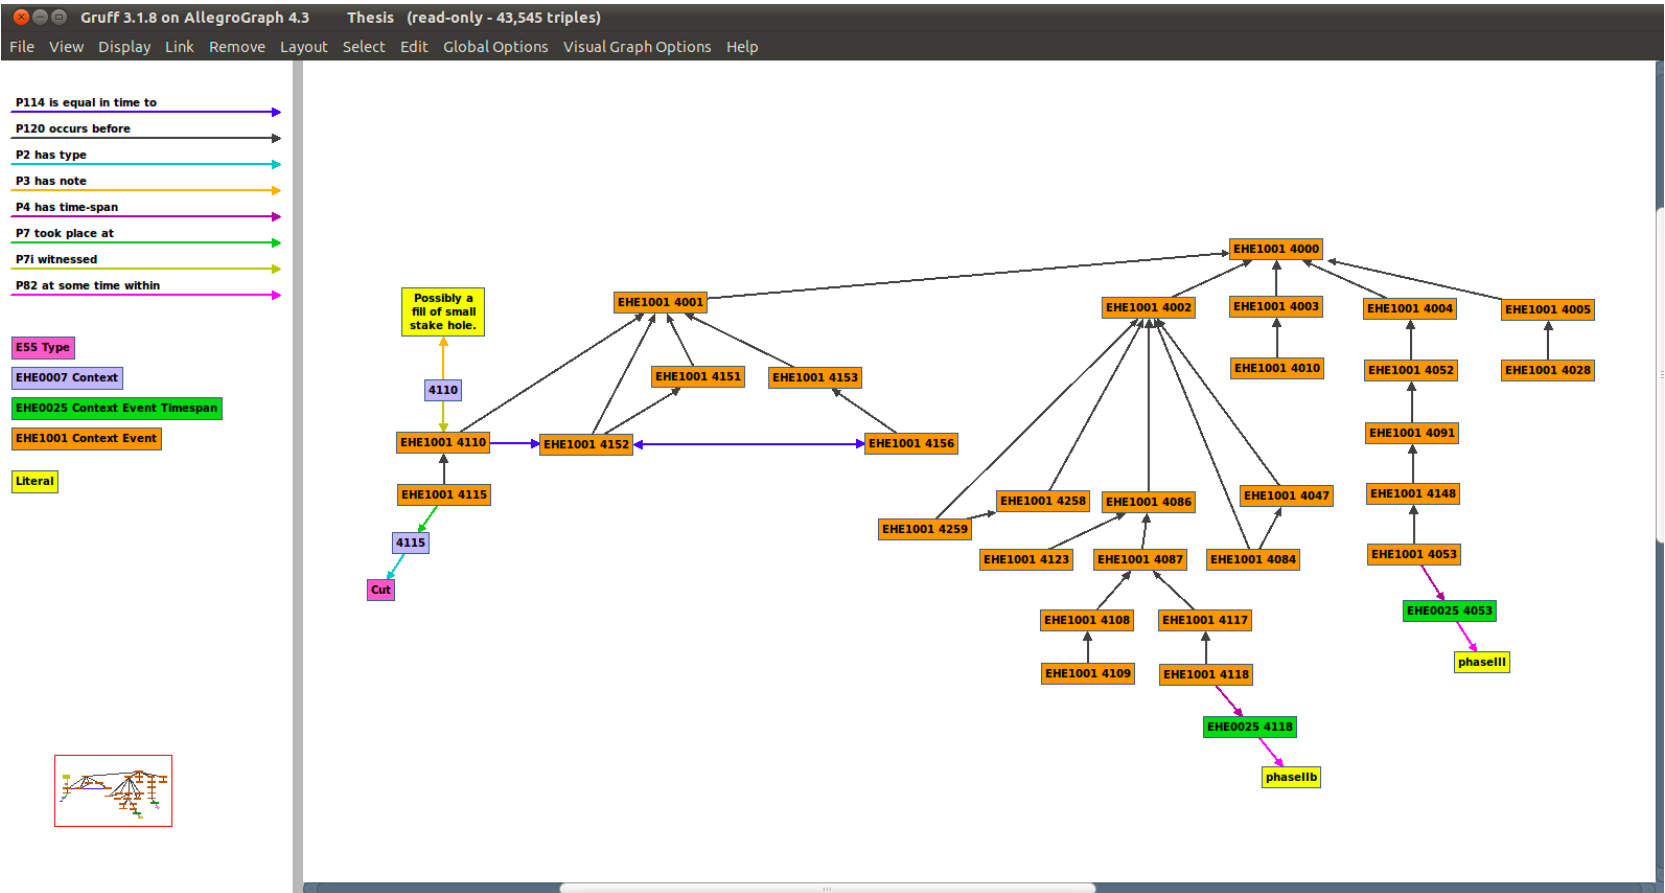 Gruff 3.1.8 on AllegroGraph 4.3 Thesis (read-only - 43,545 triples)
File View Display Link Remove Layout Select Edit Global Options Visual Graph Options Help
P114 is equal in time to
P120 occurs before
P2 has type
P3 has note
P4 has time-span
P7 took place at
P7i witnessed
P82 at some time within
E55 Type
EHE0007 Context
EHE0025 Context Event Timespan
EHE1001 Context Event
Literal
EHE1001 4000
Possibly a
fill of small
stake hole.
EHE1001 4001
EHE1001 4002
EHE1001 4003
EHE1001 4004
EHE1001 4005
4110
EHE1001 4151
EHE1001 4153
EHE1001 4010
EHE1001 4052
EHE1001 4028
EHE1001 4110
EHE1001 4152
EHE1001 4156
EHE1001 4091
EHE1001 4115
EHE1001 4258
EHE1001 4086
EHE1001 4047
EHE1001 4148
EHE1001 4259
4115
EHE1001 4123
EHE1001 4087
EHE1001 4084
EHE1001 4053
Cut
EHE1001 4108
EHE1001 4117
EHE0025 4053
EHE1001 4109
EHE1001 4118
phaseIII
EHE0025 4118
phaseIIb